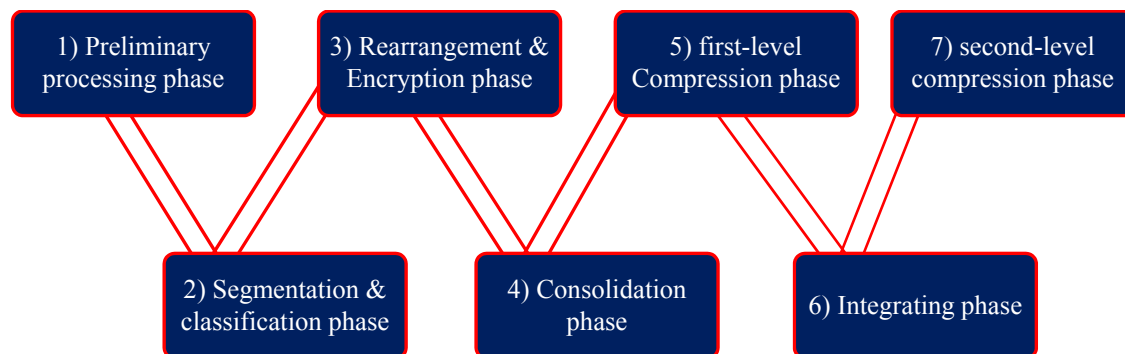 1) Preliminary
processing phase
2) Segmentation &
classification phase
3) Rearrangement &
Encryption phase
4) Consolidation
phase
5) first-level
Compression phase
6) Integrating phase
7) second-level
compression phase